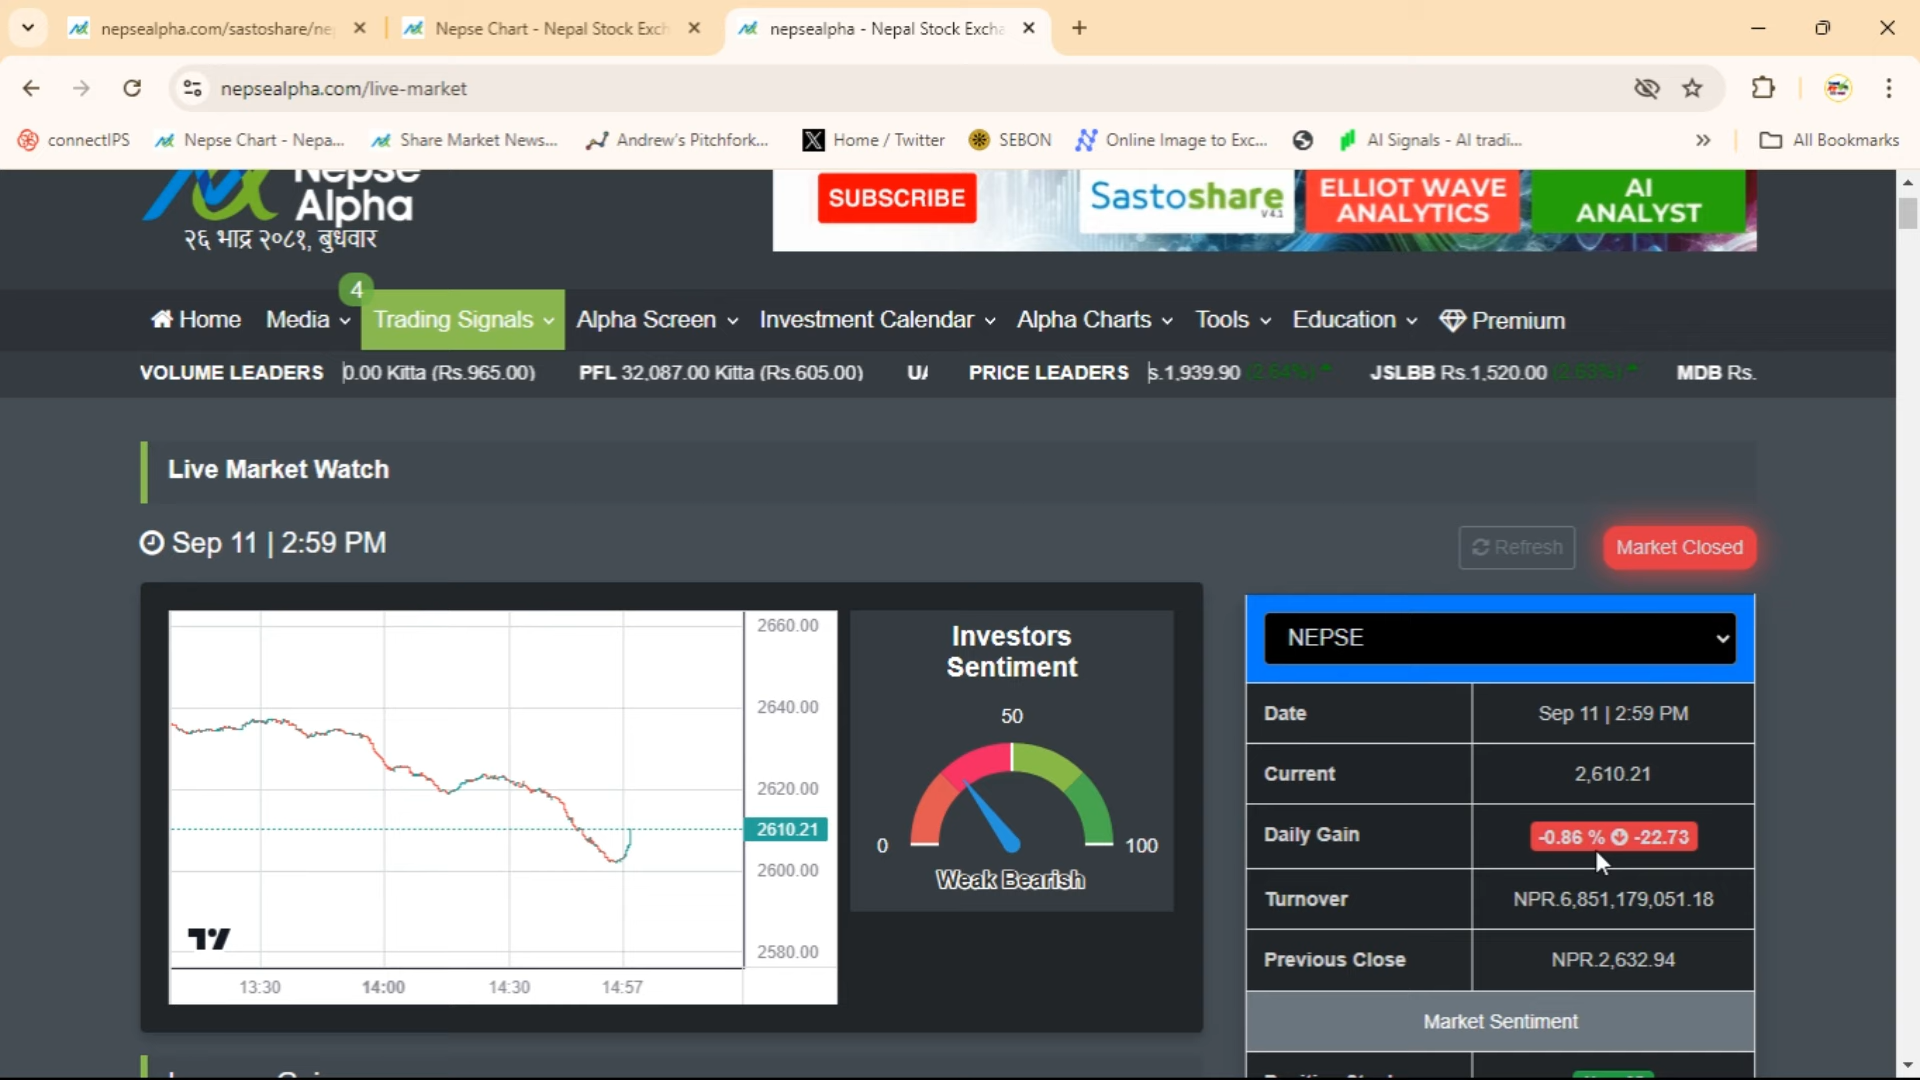 nepsealpha.com/sastoshare/ne
Nepse Chart - Nepal Stock Exch
nepsealpha - Nepal Stock Excha
nepsealpha.com/live-market
connectIPS
Nepse Chart - Nepa...
Share Market News...
Andrew's Pitchfork...
Home / Twitter
SEBON
Online Image to Exc...
AI Signals - AI tradi...
»
All Bookmarks
Nepse
Alpha
२६ भाद्र २०८१, बुधवार
SUBSCRIBE
Sastoshare
V 4.1
ELLIOT WAVE
ANALYTICS
AI
ANALYST
4
Home
Media
Trading Signals
Alpha Screen
Investment Calendar
Alpha Charts
Tools
Education
Premium
VOLUME LEADERS
0.00 Kitta (Rs.965.00) PFL 32,087.00 Kitta (Rs.605.00)
PRICE LEADERS
s.1,939.90 (2.64%) JSLBB Rs.1,520.00 (2.63%) MDB Rs.
Live Market Watch
Sep 11 | 2:59 PM
Refresh
Market Closed
2660.00
2640.00
2620.00
2610.21
2600.00
2580.00
13:30 14:00 14:30 14:57
Investors
Sentiment
50
0
100
Weak Bearish
NEPSE
Date Sep 11 | 2:59 PM
Current 2,610.21
Daily Gain -0.86 % -22.73
Turnover NPR.6,851,179,051.18
Previous Close NPR.2,632.94
Market Sentiment